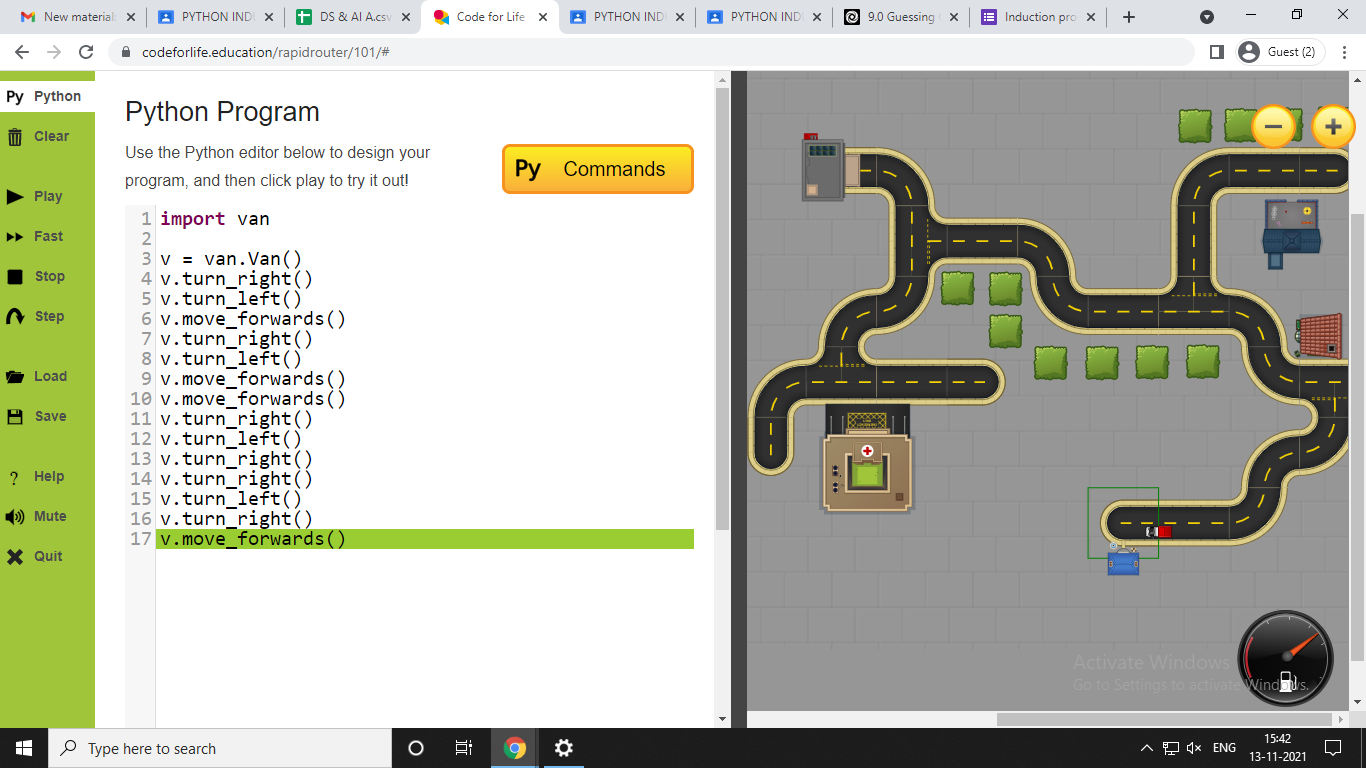 New material
PYTHON IND
DS & AI A.csv
Code for Life
PYTHON IND
PYTHON IND
9.0 Guessing
Induction pro
codeforlife.education/rapidrouter/101/#
Guest (2)
Py Python
Clear
Play
Fast
Stop
Step
Load
Save
? Help
Mute
Quit
Python Program
Use the Python editor below to design your
program, and then click play to try it out!
Py Commands
1 import van
2
3 v = van.Van()
4 v.turn_right()
5 v.turn_left()
6 v.move_forwards()
7 v.turn_right()
8 v.turn_left()
9 v.move_forwards()
10 v.move_forwards()
11 v.turn_right()
12 v.turn_left()
13 v.turn_right()
14 v.turn_right()
15 v.turn_left()
16 v.turn_right()
17 v.move_forwards()
Activate Windows
Go to Settings to activate Windows.
Type here to search
ENG
15:42
13-11-2021